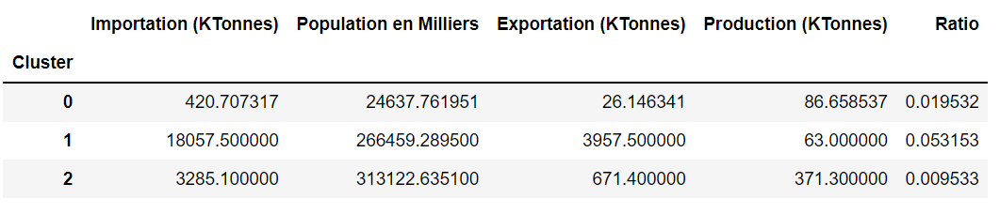 Importation (KTonnes) Population en Milliers Exportation (KTonnes) Production (KTonnes) Ratio
Cluster
0 420.707317 24637.761951 26.146341 86.658537 0.019532
1 18057.500000 266459.289500 3957.500000 63.000000 0.053153
2 3285.100000 313122.635100 671.400000 371.300000 0.009533